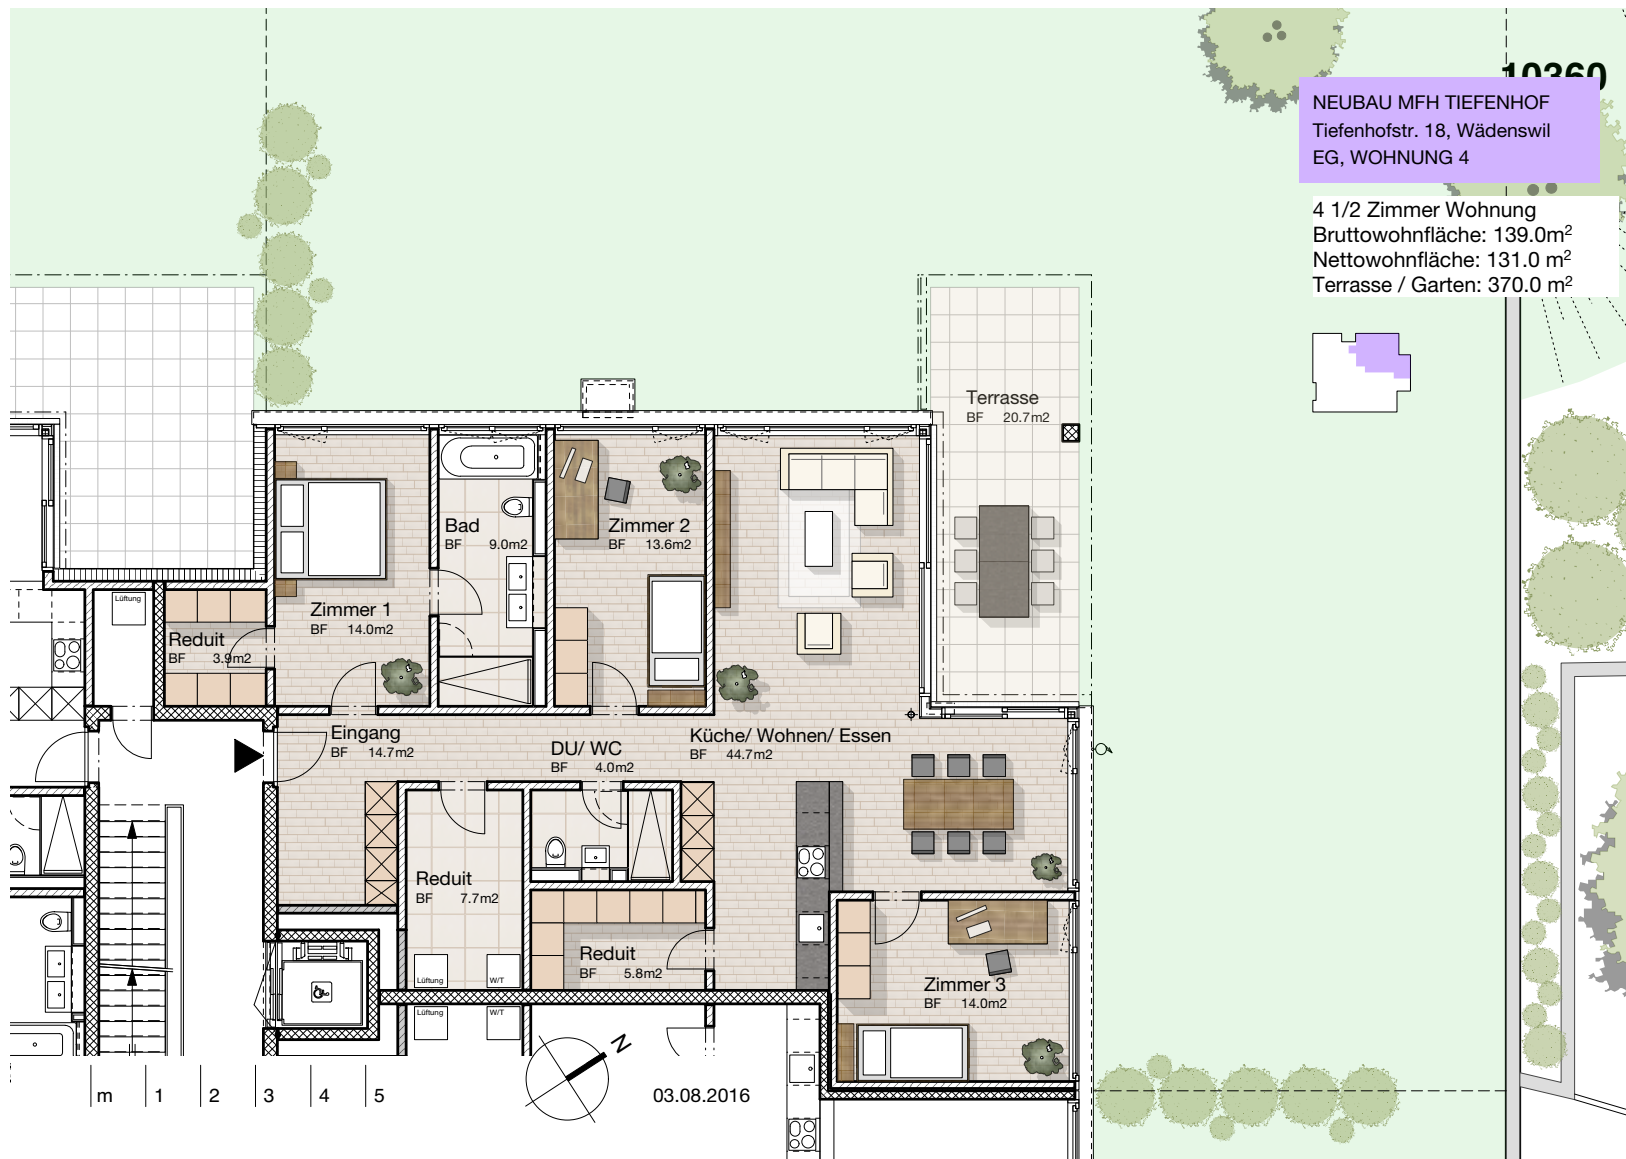 10360
NEUBAU MFH TIEFENHOF
Tiefenhofstr. 18, Wädenswil
EG, WOHNUNG 4
4 1/2 Zimmer Wohnung
Bruttowohnfläche: 139.0m²
Nettowohnfläche: 131.0 m²
Terrasse / Garten: 370.0 m²
Terrasse
BF 20.7m2
Bad
BF 9.0m2
Zimmer 2
BF 13.6m2
Zimmer 1
BF 14.0m2
Lüftung
Reduit
BF 3.9m2
Eingang
BF 14.7m2
DU/ WC
BF 4.0m2
Küche/ Wohnen/ Essen
BF 44.7m2
Reduit
BF 7.7m2
Reduit
BF 5.8m2
Zimmer 3
BF 14.0m2
Lüftung
W/T
Lüftung
W/T
N
m 1 2 3 4 5
03.08.2016